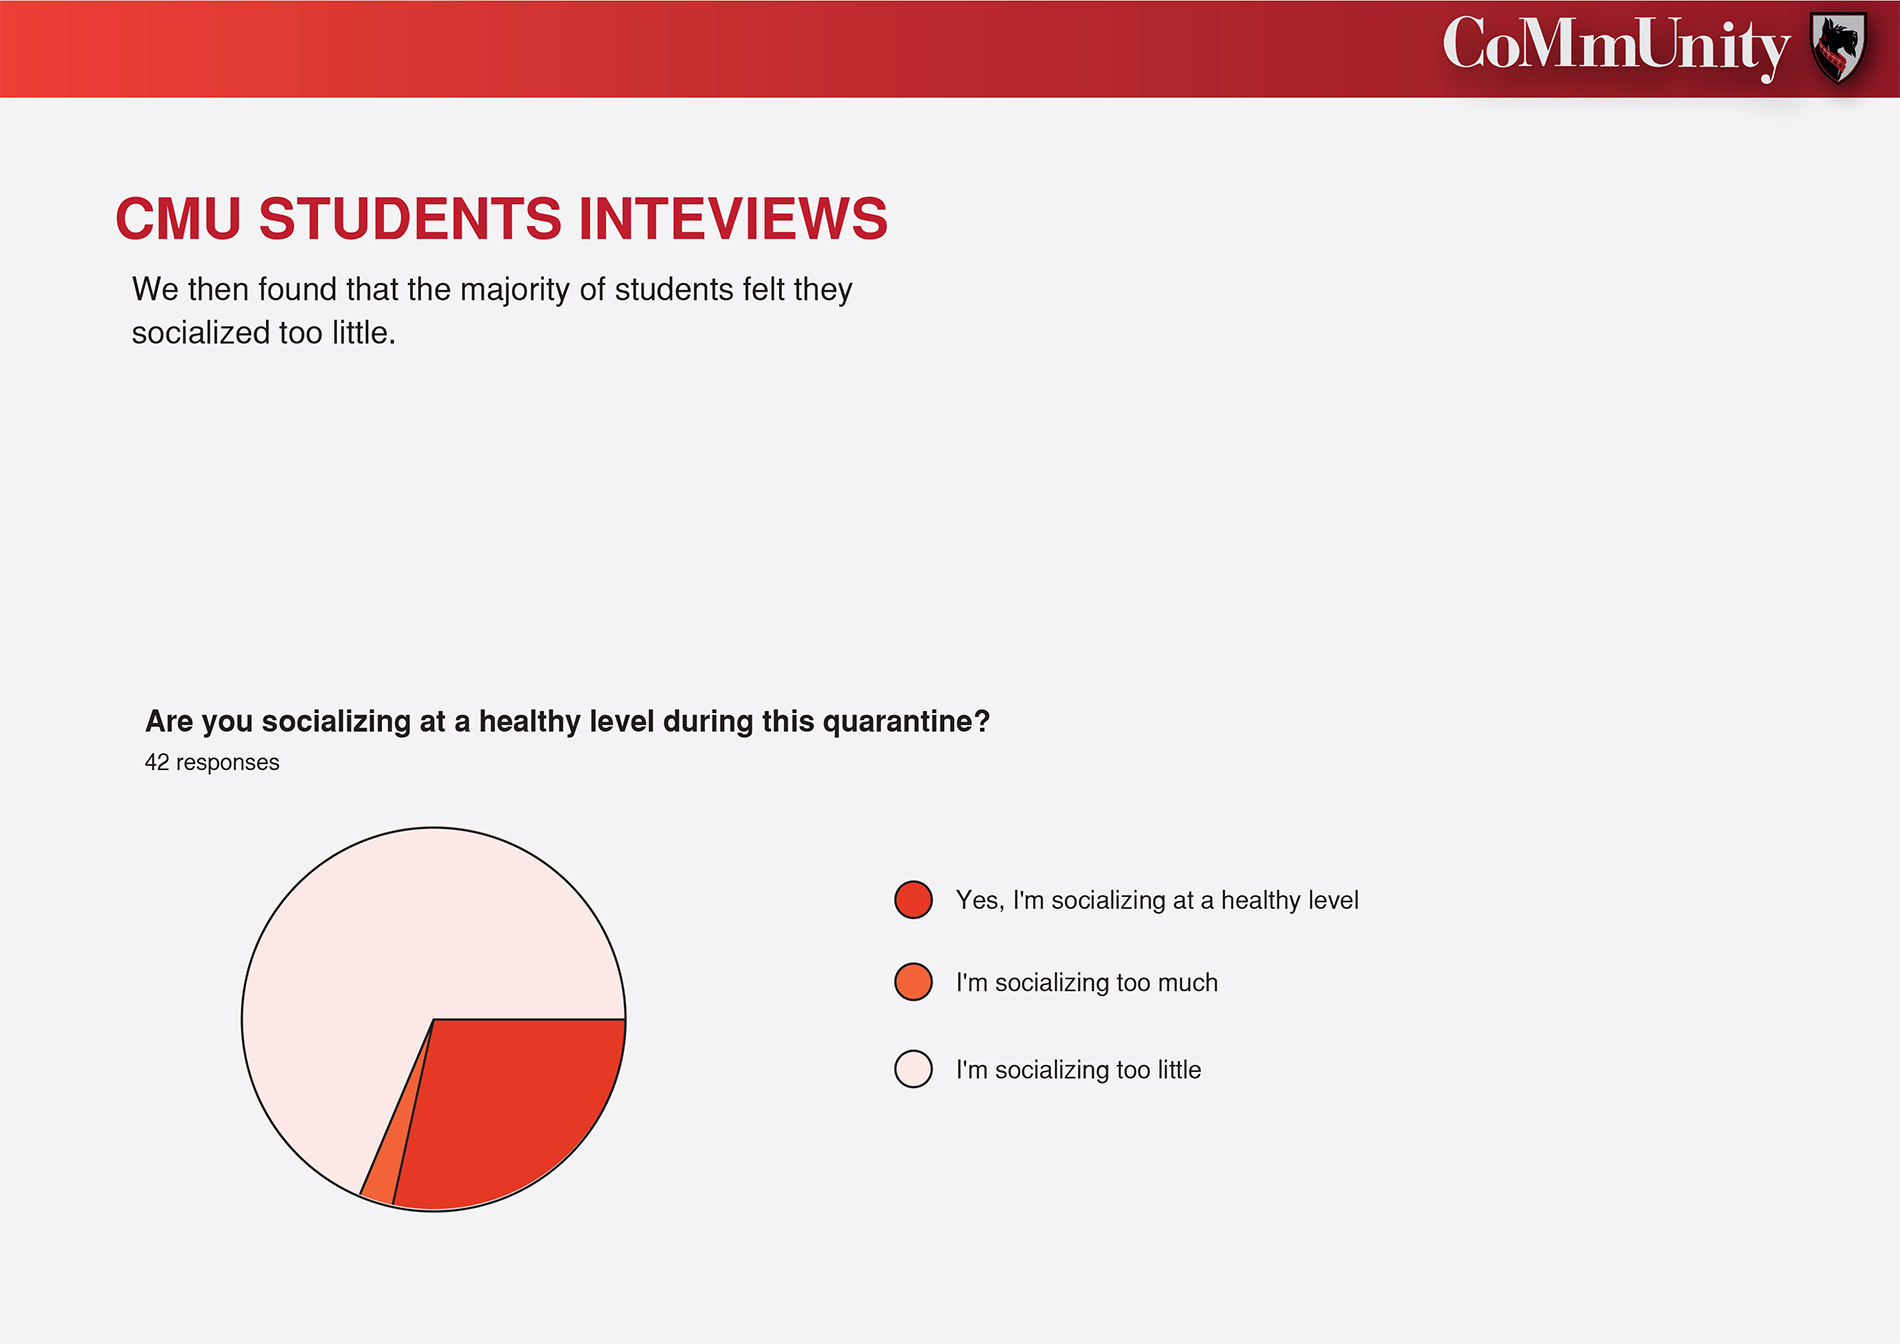 CoMmUnity
CMU STUDENTS INTEVIEWS
We then found that the majority of students felt they
socialized too little.
Are you socializing at a healthy level during this quarantine?
42 responses
Yes, I'm socializing at a healthy level
I'm socializing too much
I'm socializing too little